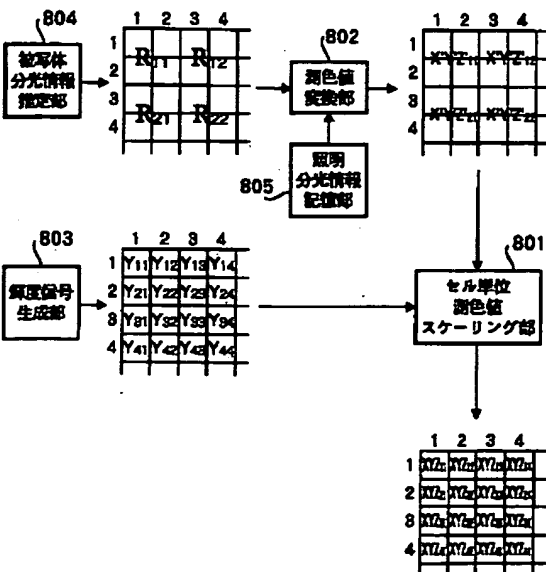 804
被写体
分光情報
推定部
1 2 3 4
1
2
3
4
R11 R12
R21 R22
802
測色値
変換部
805
照明
分光情報
記憶部
1 2 3 4
1
2
3
4
803
輝度信号
生成部
1 2 3 4
1 Y11 Y12 Y13 Y14
2 Y21 Y22 Y23 Y24
3 Y31 Y32 Y33 Y34
4 Y41 Y42 Y43 Y44
801
セル単位
測色値
スケーリング部
1 2 3 4
1
2
3
4